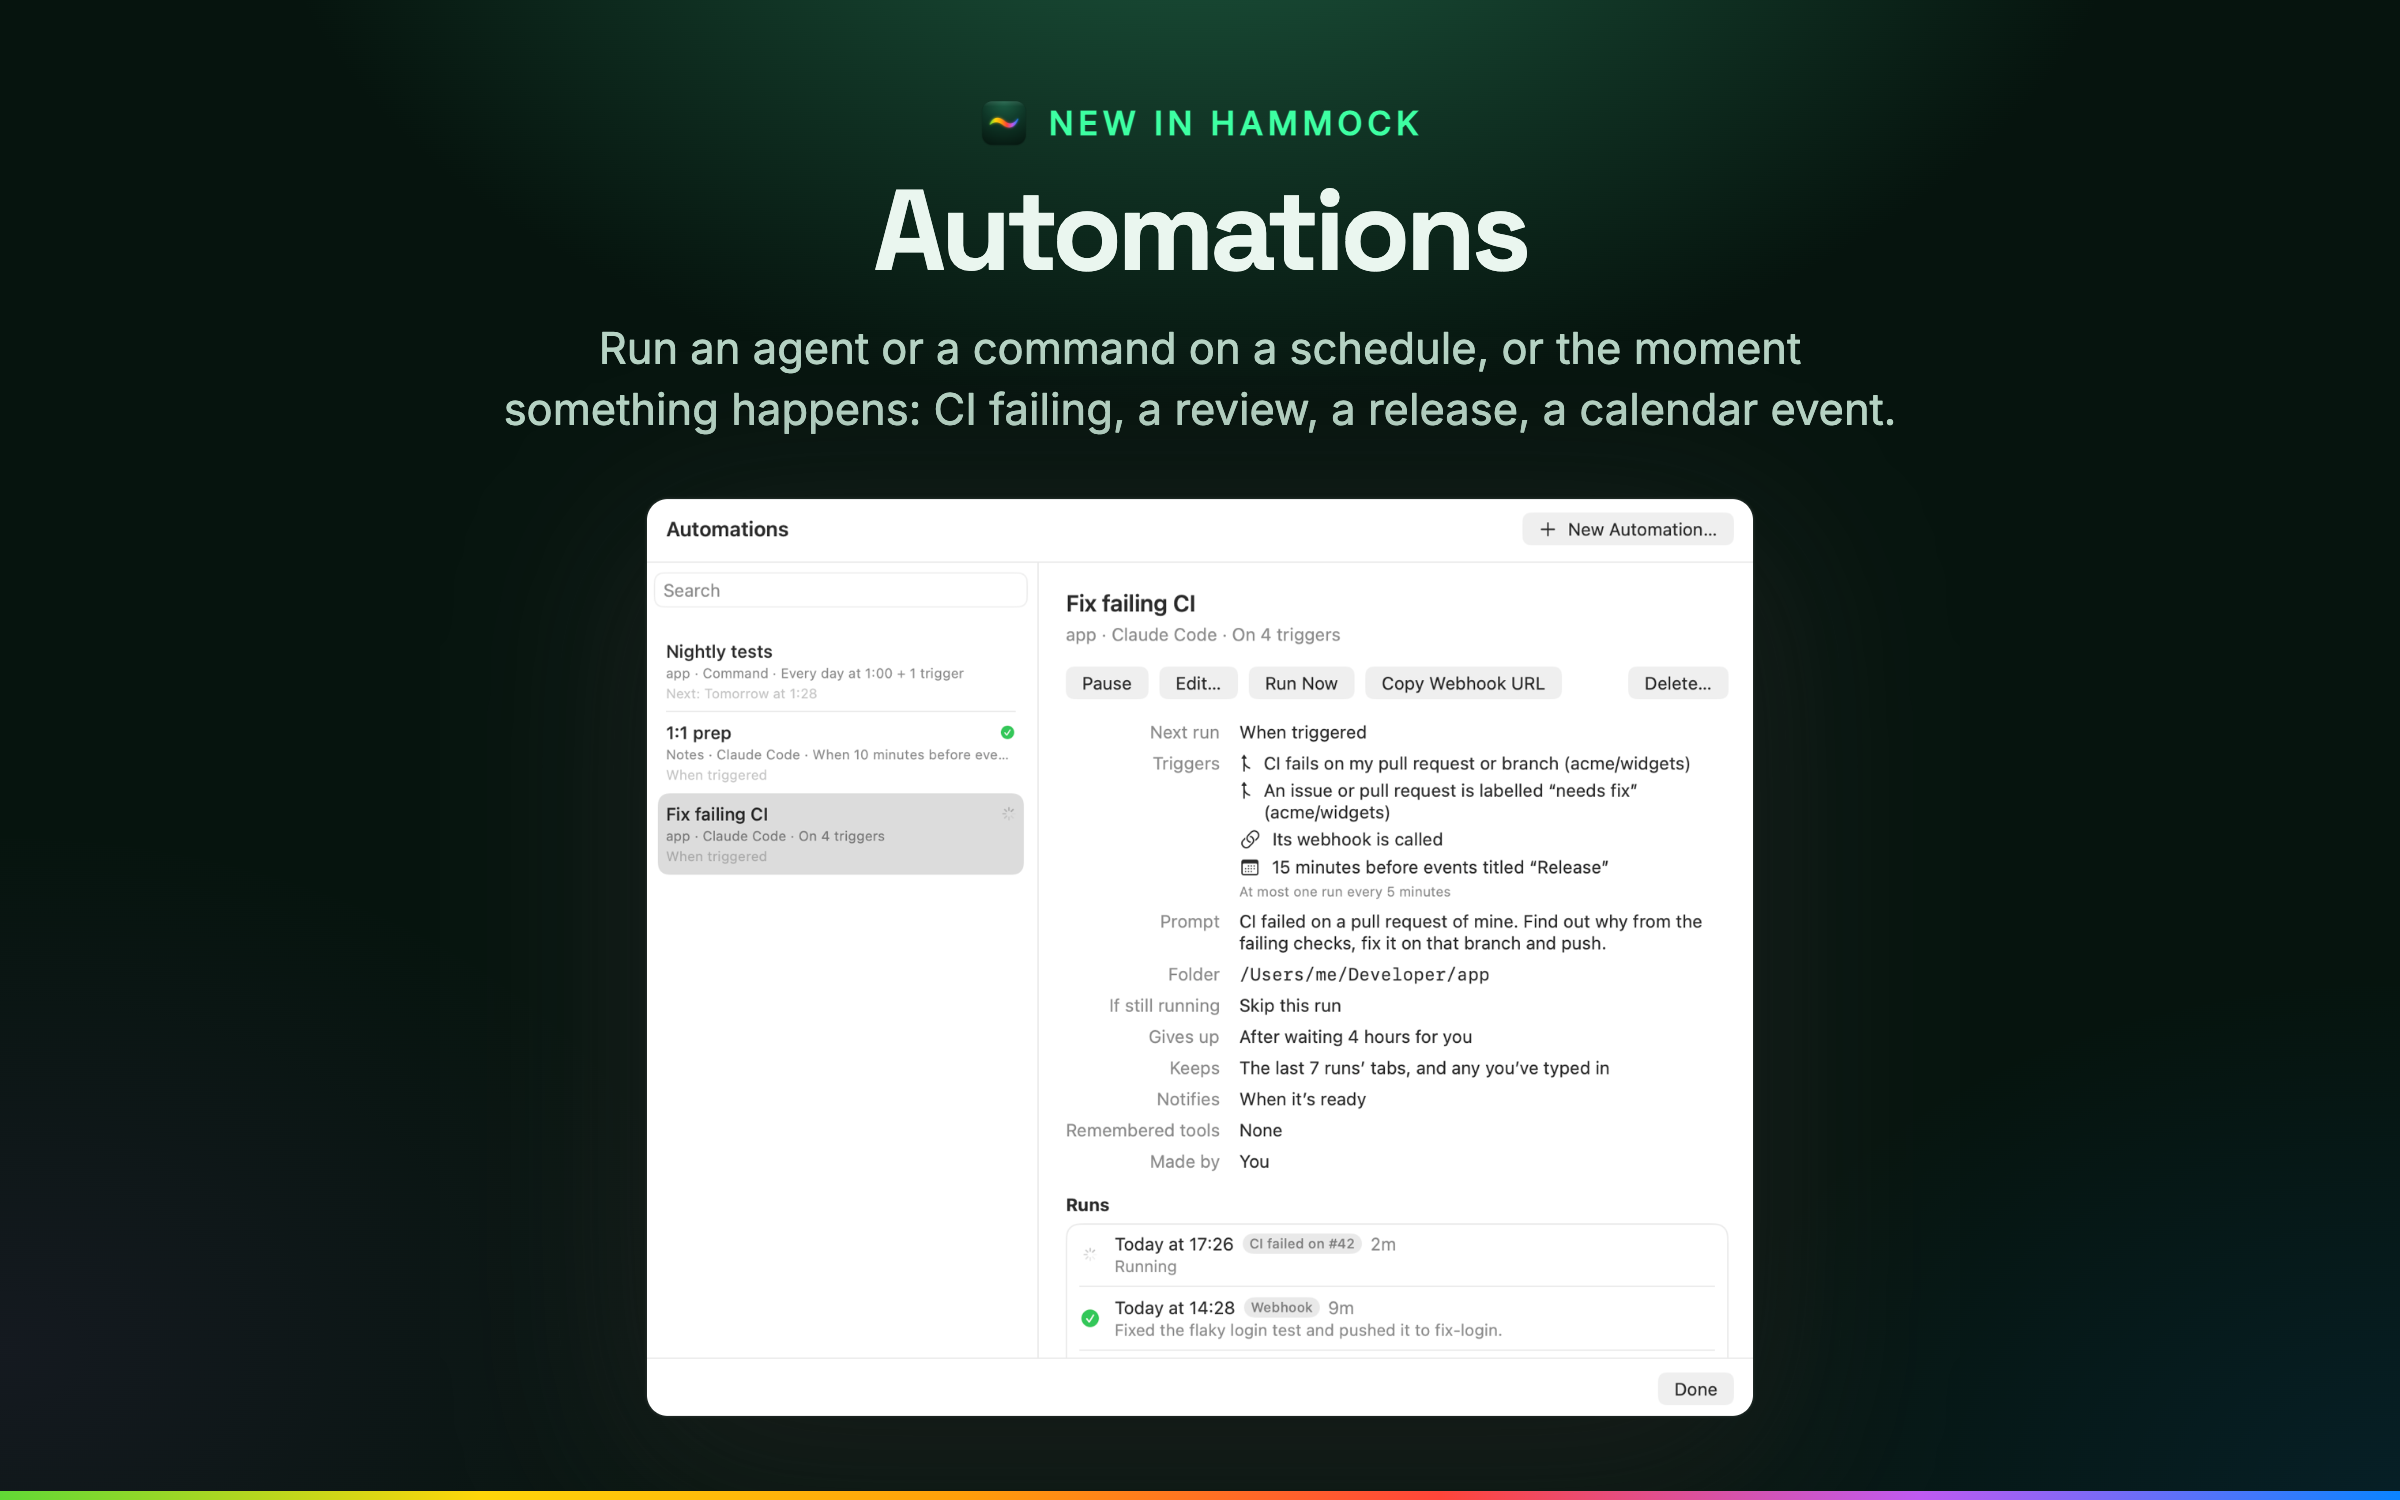 NEW IN HAMMOCK
Automations
Run an agent or a command on a schedule, or the moment
something happens: CI failing, a review, a release, a calendar event.
Automations
New Automation...
Search
Nightly tests
app · Command · Every day at 1:00 + 1 trigger
Next: Tomorrow at 1:28
1:1 prep
Notes · Claude Code · When 10 minutes before eve...
When triggered
Fix failing CI
app · Claude Code · On 4 triggers
When triggered
Fix failing CI
app · Claude Code · On 4 triggers
Pause
Edit...
Run Now
Copy Webhook URL
Delete...
Next run When triggered
Triggers CI fails on my pull request or branch (acme/widgets)
An issue or pull request is labelled “needs fix”
(acme/widgets)
Its webhook is called
15 minutes before events titled “Release”
At most one run every 5 minutes
Prompt CI failed on a pull request of mine. Find out why from the
failing checks, fix it on that branch and push.
Folder /Users/me/Developer/app
If still running Skip this run
Gives up After waiting 4 hours for you
Keeps The last 7 runs’ tabs, and any you’ve typed in
Notifies When it’s ready
Remembered tools None
Made by You
Runs
Today at 17:26 CI failed on #42 2m
Running
Today at 14:28 Webhook 9m
Fixed the flaky login test and pushed it to fix-login.
Done